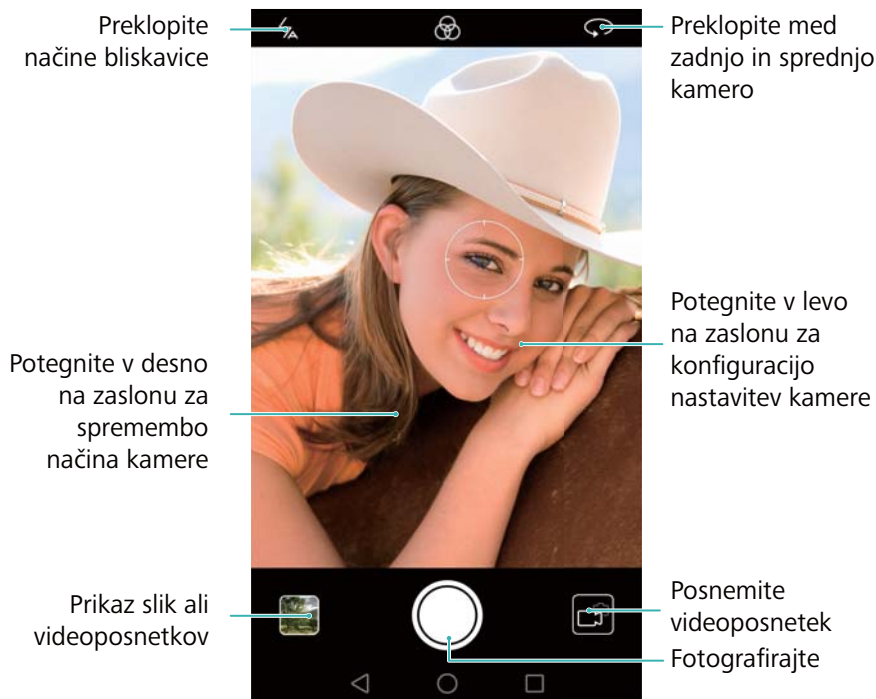 Preklopite
načine bliskavice
Preklopite med
zadnjo in sprednjo
kamero
Potegnite v levo
na zaslonu za
konfiguracijo
nastavitev kamere
Potegnite v desno
na zaslonu za
spremembo
načina kamere
Prikaz slik ali
videoposnetkov
Posnemite
videoposnetek
Fotografirajte